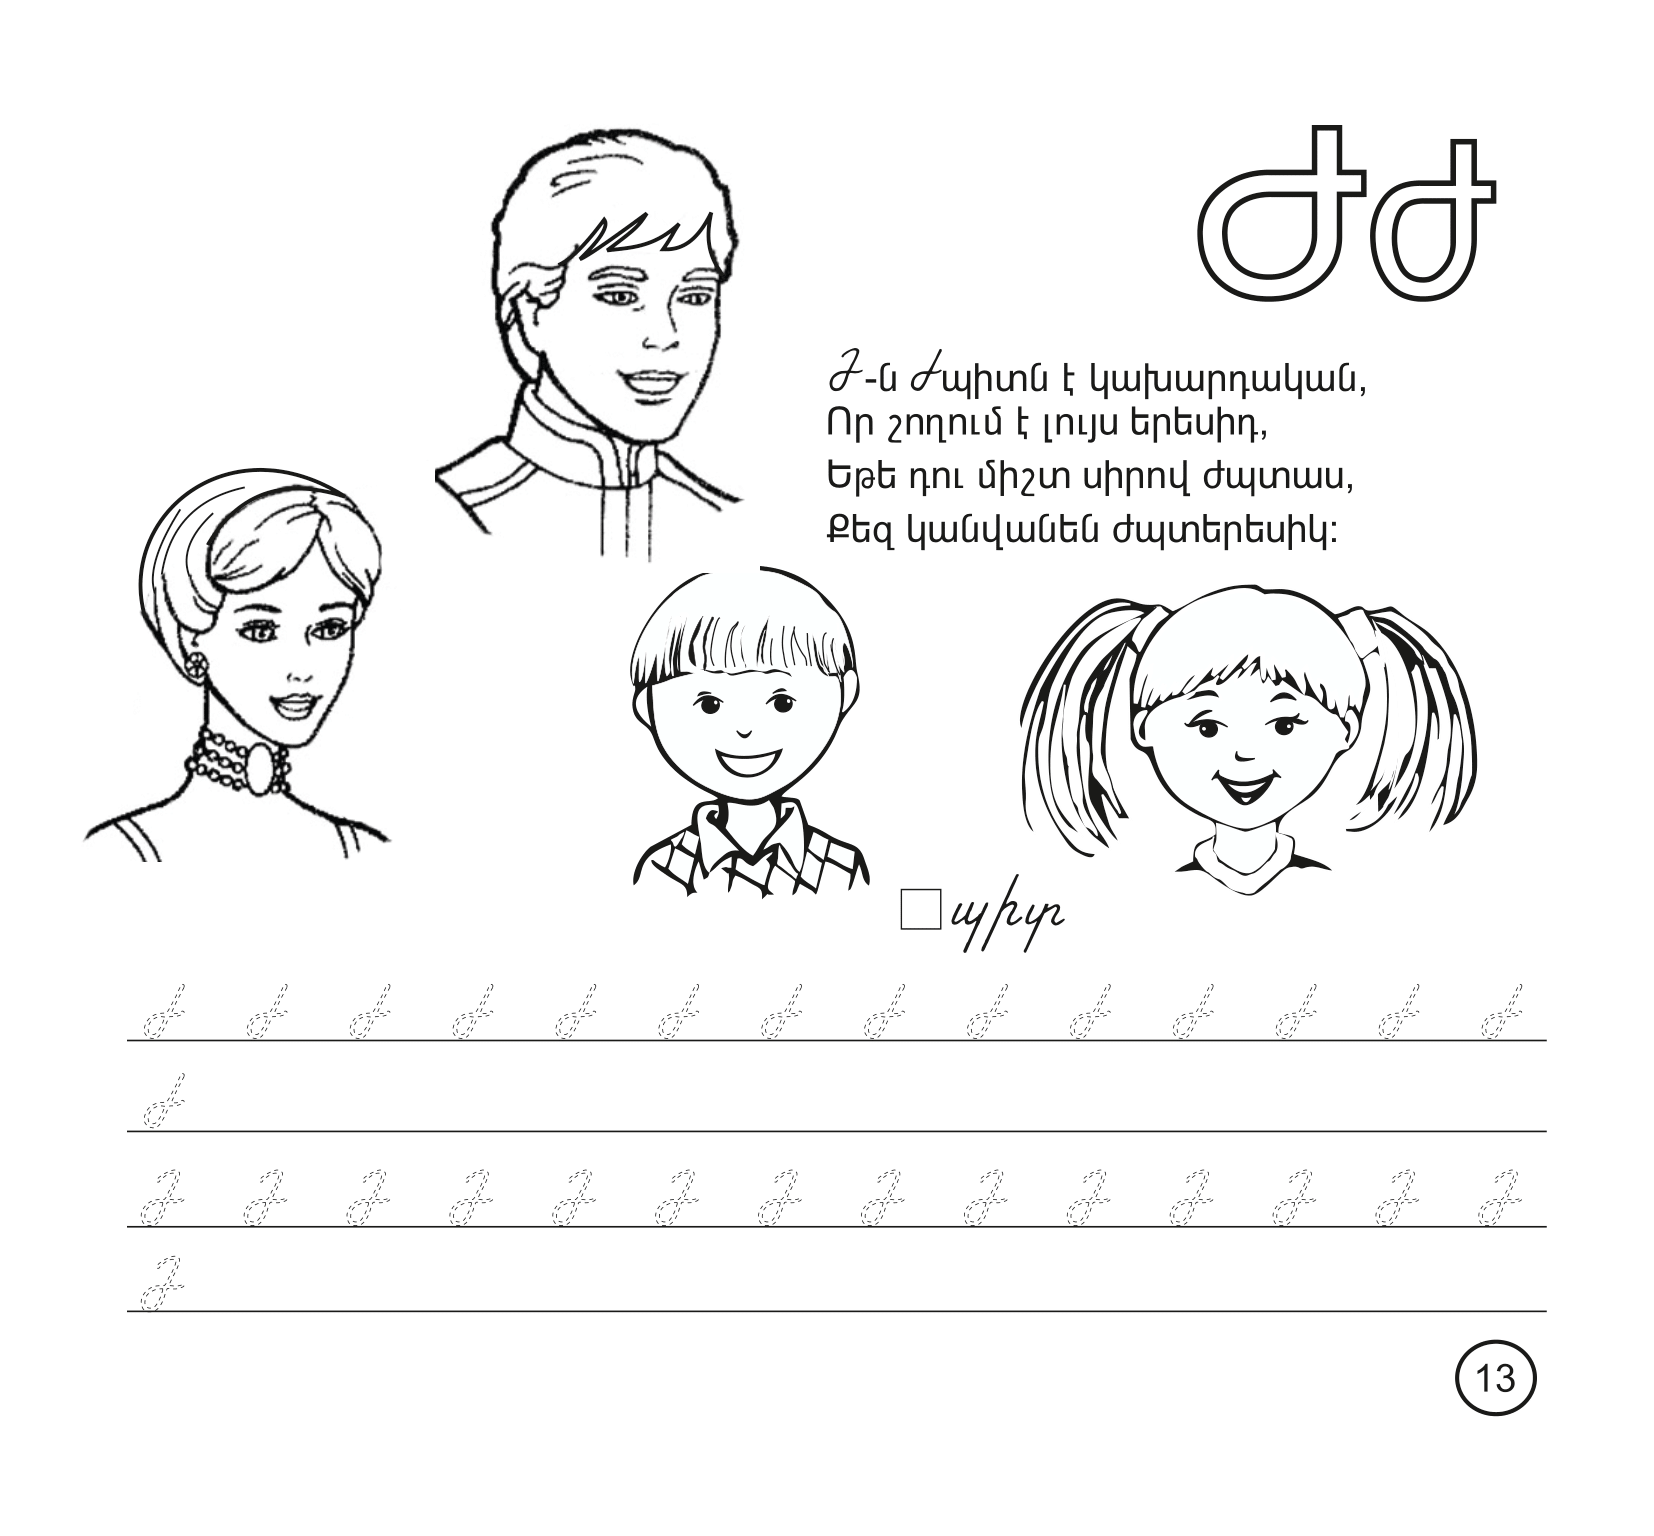 Ժժ
Ժ-ն Ժպիտն է կախարդական,
Որ շողում է լույս երեսիդ,
Եթե դու միշտ սիրով ժպտաս,
Քեզ կանվանեն ժպտերեսիկ:
□պիտ
ժ ժ ժ ժ ժ ժ ժ ժ ժ ժ ժ ժ ժ ժ
ժ
Ժ Ժ Ժ Ժ Ժ Ժ Ժ Ժ Ժ Ժ Ժ Ժ Ժ Ժ
Ժ
13